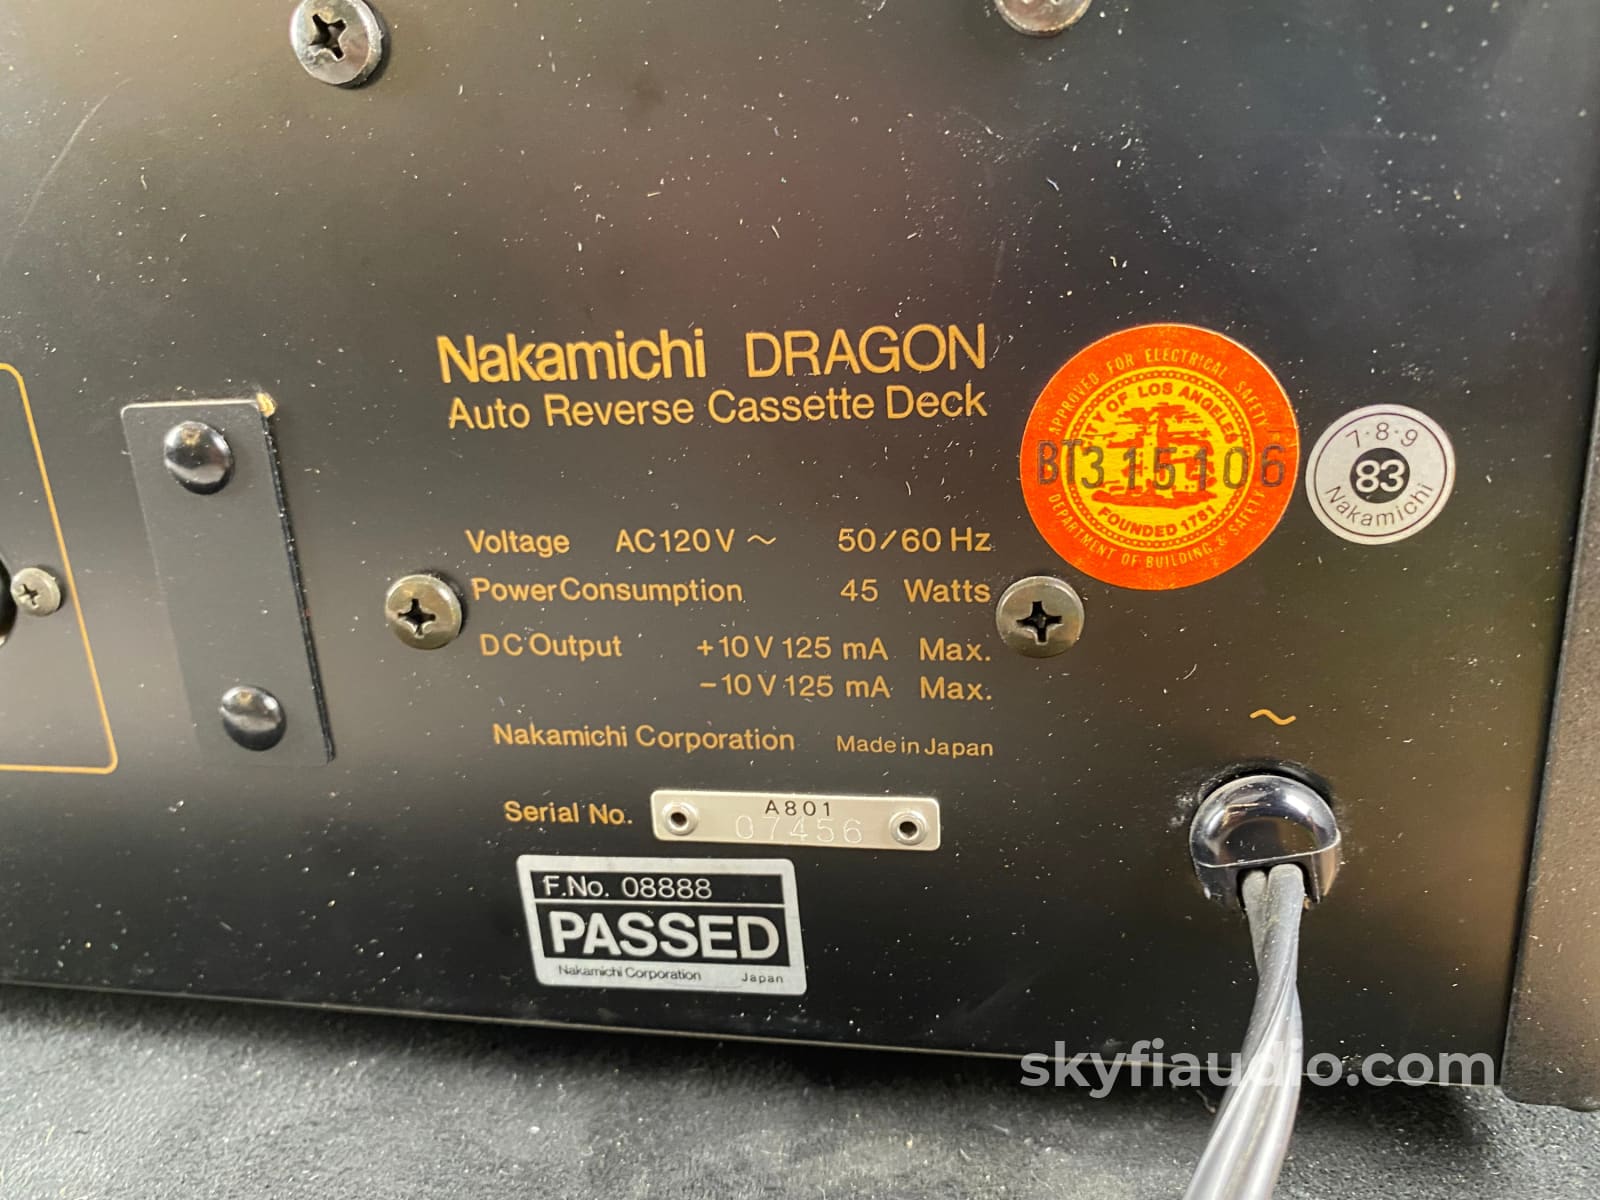 Nakamichi DRAGON
Auto Reverse Cassette Deck
Voltage AC 120 V ~ 50/60 Hz
Power Consumption 45 Watts
DC Output +10 V 125 mA Max.
−10 V 125 mA Max.
Nakamichi Corporation Made in Japan
Serial No. A801
07456
F.No. 08888
PASSED
Nakamichi Corporation Japan
APPROVED FOR ELECTRICAL SAFETY
CITY OF LOS ANGELES
BT315106
FOUNDED 1781
DEPARTMENT OF BUILDING & SAFETY
7·8·9
83
Nakamichi
~
skyfiaudio.com